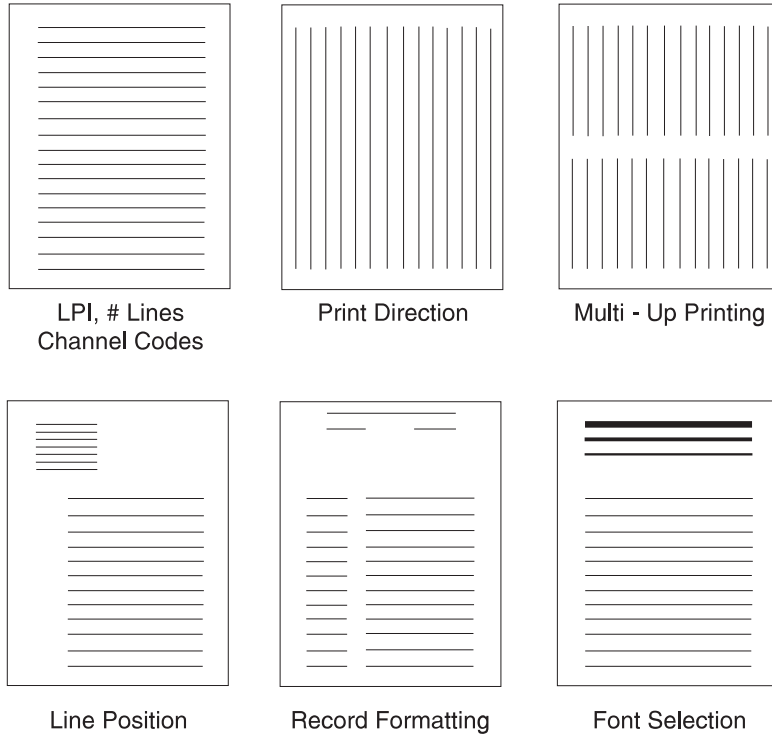 LPI, # Lines
Channel Codes
Print Direction
Multi - Up Printing
Line Position
Record Formatting
Font Selection